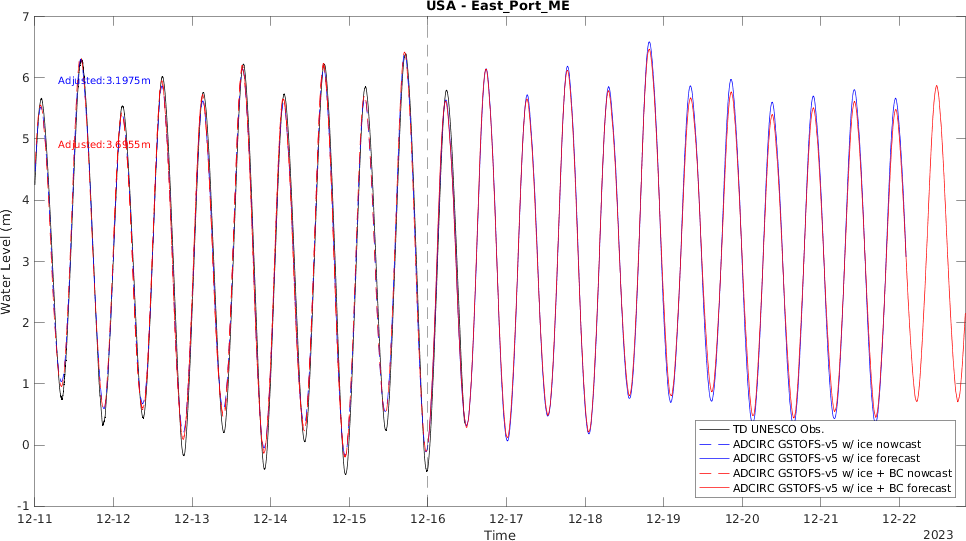 USA - East_Port_ME
7
6
5
4
3
2
1
0
-1
Water Level (m)
Adjusted:3.1975m
Adjusted:3.6955m
TD UNESCO Obs.
ADCIRC GSTOFS-v5 w/ ice nowcast
ADCIRC GSTOFS-v5 w/ ice forecast
ADCIRC GSTOFS-v5 w/ ice + BC nowcast
ADCIRC GSTOFS-v5 w/ ice + BC forecast
12-11 12-12 12-13 12-14 12-15 12-16 12-17 12-18 12-19 12-20 12-21 12-22
Time
2023